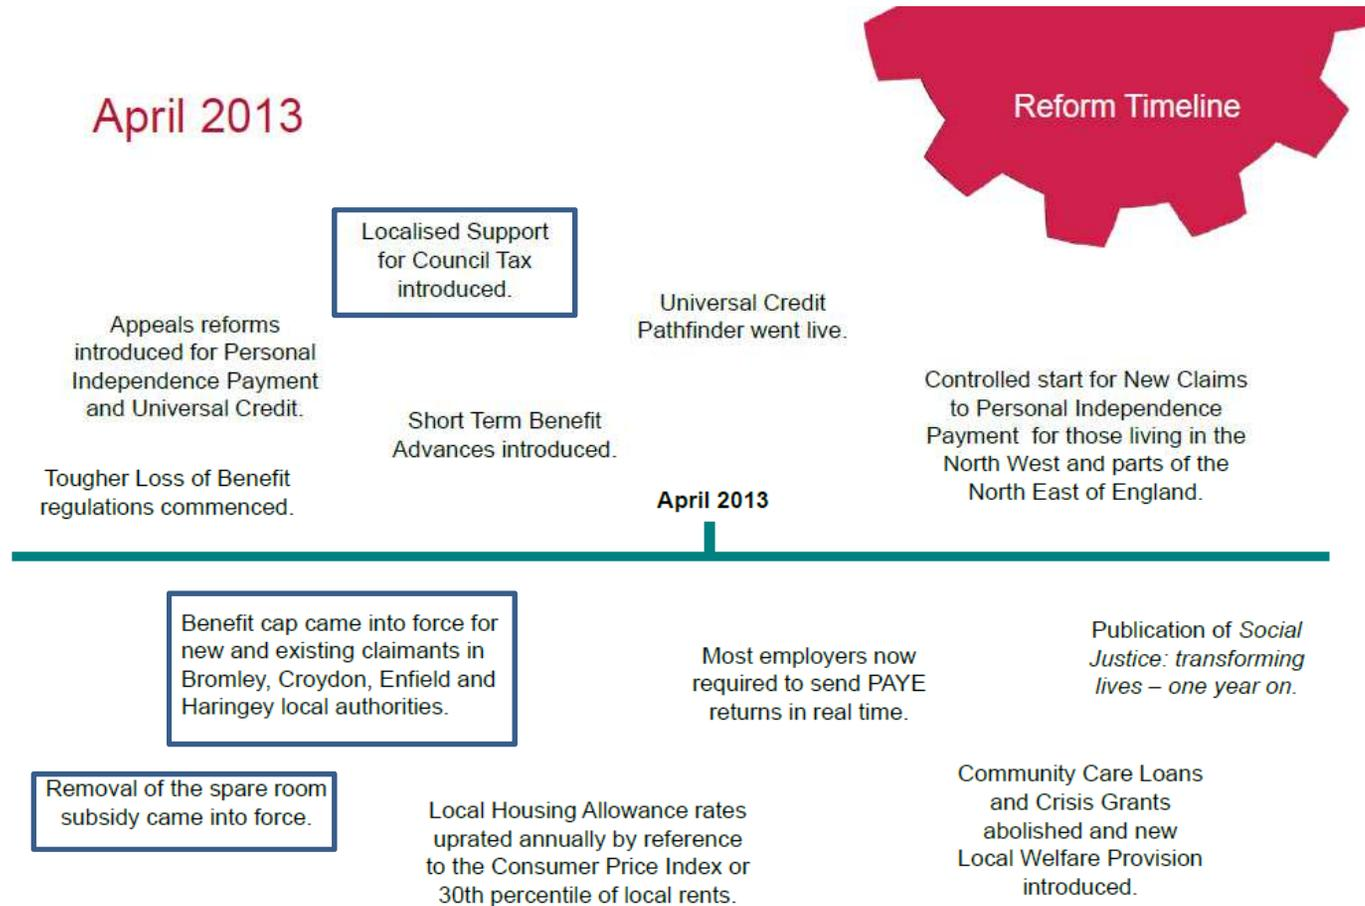 April 2013
Reform Timeline
Localised Support
for Council Tax
introduced.
Universal Credit
Pathfinder went live.
Appeals reforms
introduced for Personal
Independence Payment
and Universal Credit.
Controlled start for New Claims
to Personal Independence
Payment for those living in the
North West and parts of the
North East of England.
Short Term Benefit
Advances introduced.
Tougher Loss of Benefit
regulations commenced.
April 2013
Benefit cap came into force for
new and existing claimants in
Bromley, Croydon, Enfield and
Haringey local authorities.
Most employers now
required to send PAYE
returns in real time.
Publication of Social
Justice: transforming
lives – one year on.
Removal of the spare room
subsidy came into force.
Local Housing Allowance rates
uprated annually by reference
to the Consumer Price Index or
30th percentile of local rents.
Community Care Loans
and Crisis Grants
abolished and new
Local Welfare Provision
introduced.